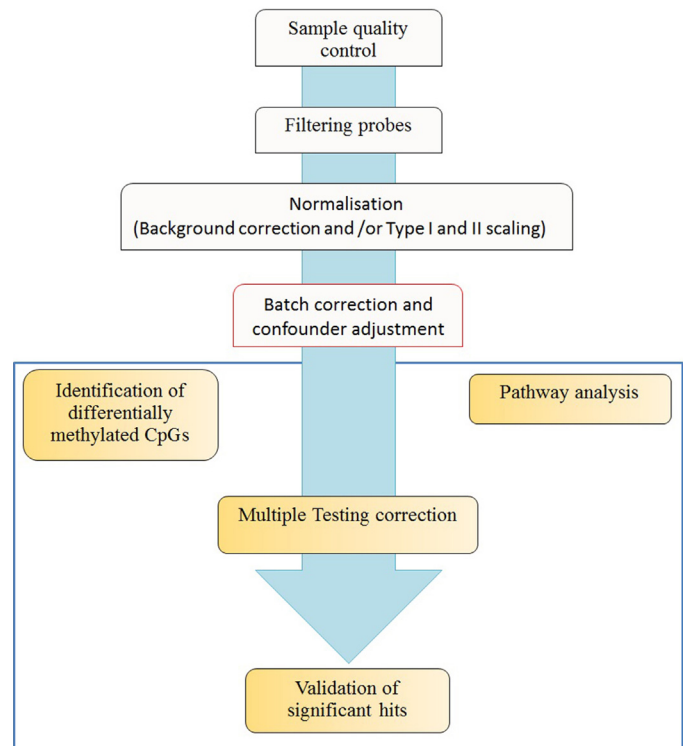 Sample quality
control
Filtering probes
Normalisation
(Background correction and /or Type I and II scaling)
Batch correction and
confounder adjustment
Identification of
differentially
methylated CpGs
Pathway analysis
Multiple Testing correction
Validation of
significant hits